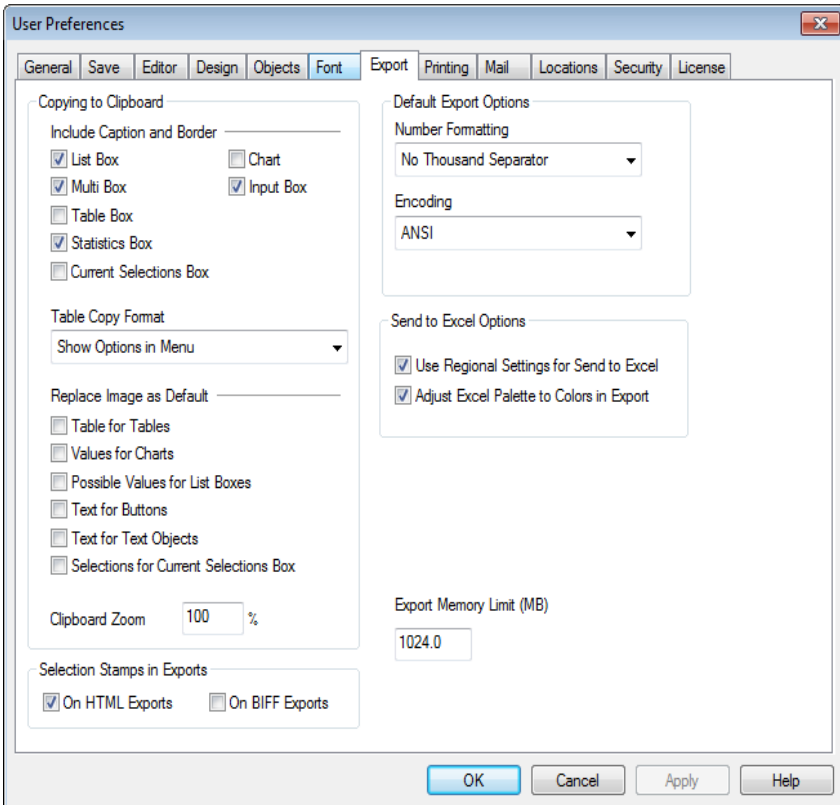 User Preferences
General Save Editor Design Objects Font Export Printing Mail Locations Security License
Copying to Clipboard
Include Caption and Border
List Box Chart
Multi Box Input Box
Table Box
Statistics Box
Current Selections Box
Table Copy Format
Show Options in Menu
Replace Image as Default
Table for Tables
Values for Charts
Possible Values for List Boxes
Text for Buttons
Text for Text Objects
Selections for Current Selections Box
Clipboard Zoom 100 %
Selection Stamps in Exports
On HTML Exports On BIFF Exports
Default Export Options
Number Formatting
No Thousand Separator
Encoding
ANSI
Send to Excel Options
Use Regional Settings for Send to Excel
Adjust Excel Palette to Colors in Export
Export Memory Limit (MB)
1024.0
OK Cancel Apply Help